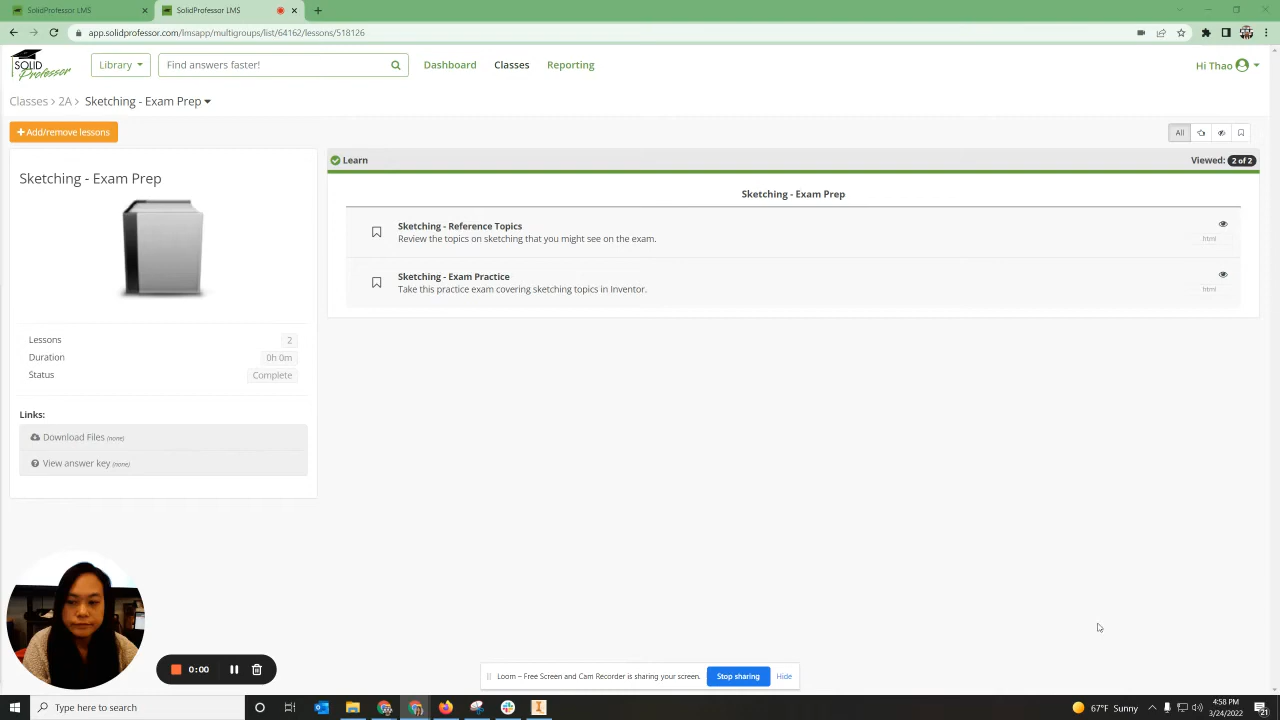 SolidProfessor LMS
SolidProfessor LMS
app.solidprofessor.com/lmsapp/multigroups/list/64162/lessons/518126
SOLID
Professor
Library
Find answers faster!
Dashboard
Classes
Reporting
Hi Thao
Classes > 2A > Sketching - Exam Prep
+ Add/remove lessons
All
Sketching - Exam Prep
Learn
Viewed: 2 of 2
Sketching - Exam Prep
Sketching - Reference Topics
Review the topics on sketching that you might see on the exam.
html
Sketching - Exam Practice
Take this practice exam covering sketching topics in Inventor.
html
Lessons 2
Duration 0h 0m
Status Complete
Links:
Download Files (none)
View answer key (none)
0:00
Loom – Free Screen and Cam Recorder is sharing your screen.
Stop sharing
Hide
Type here to search
67°F Sunny
4:58 PM
3/24/2022
21